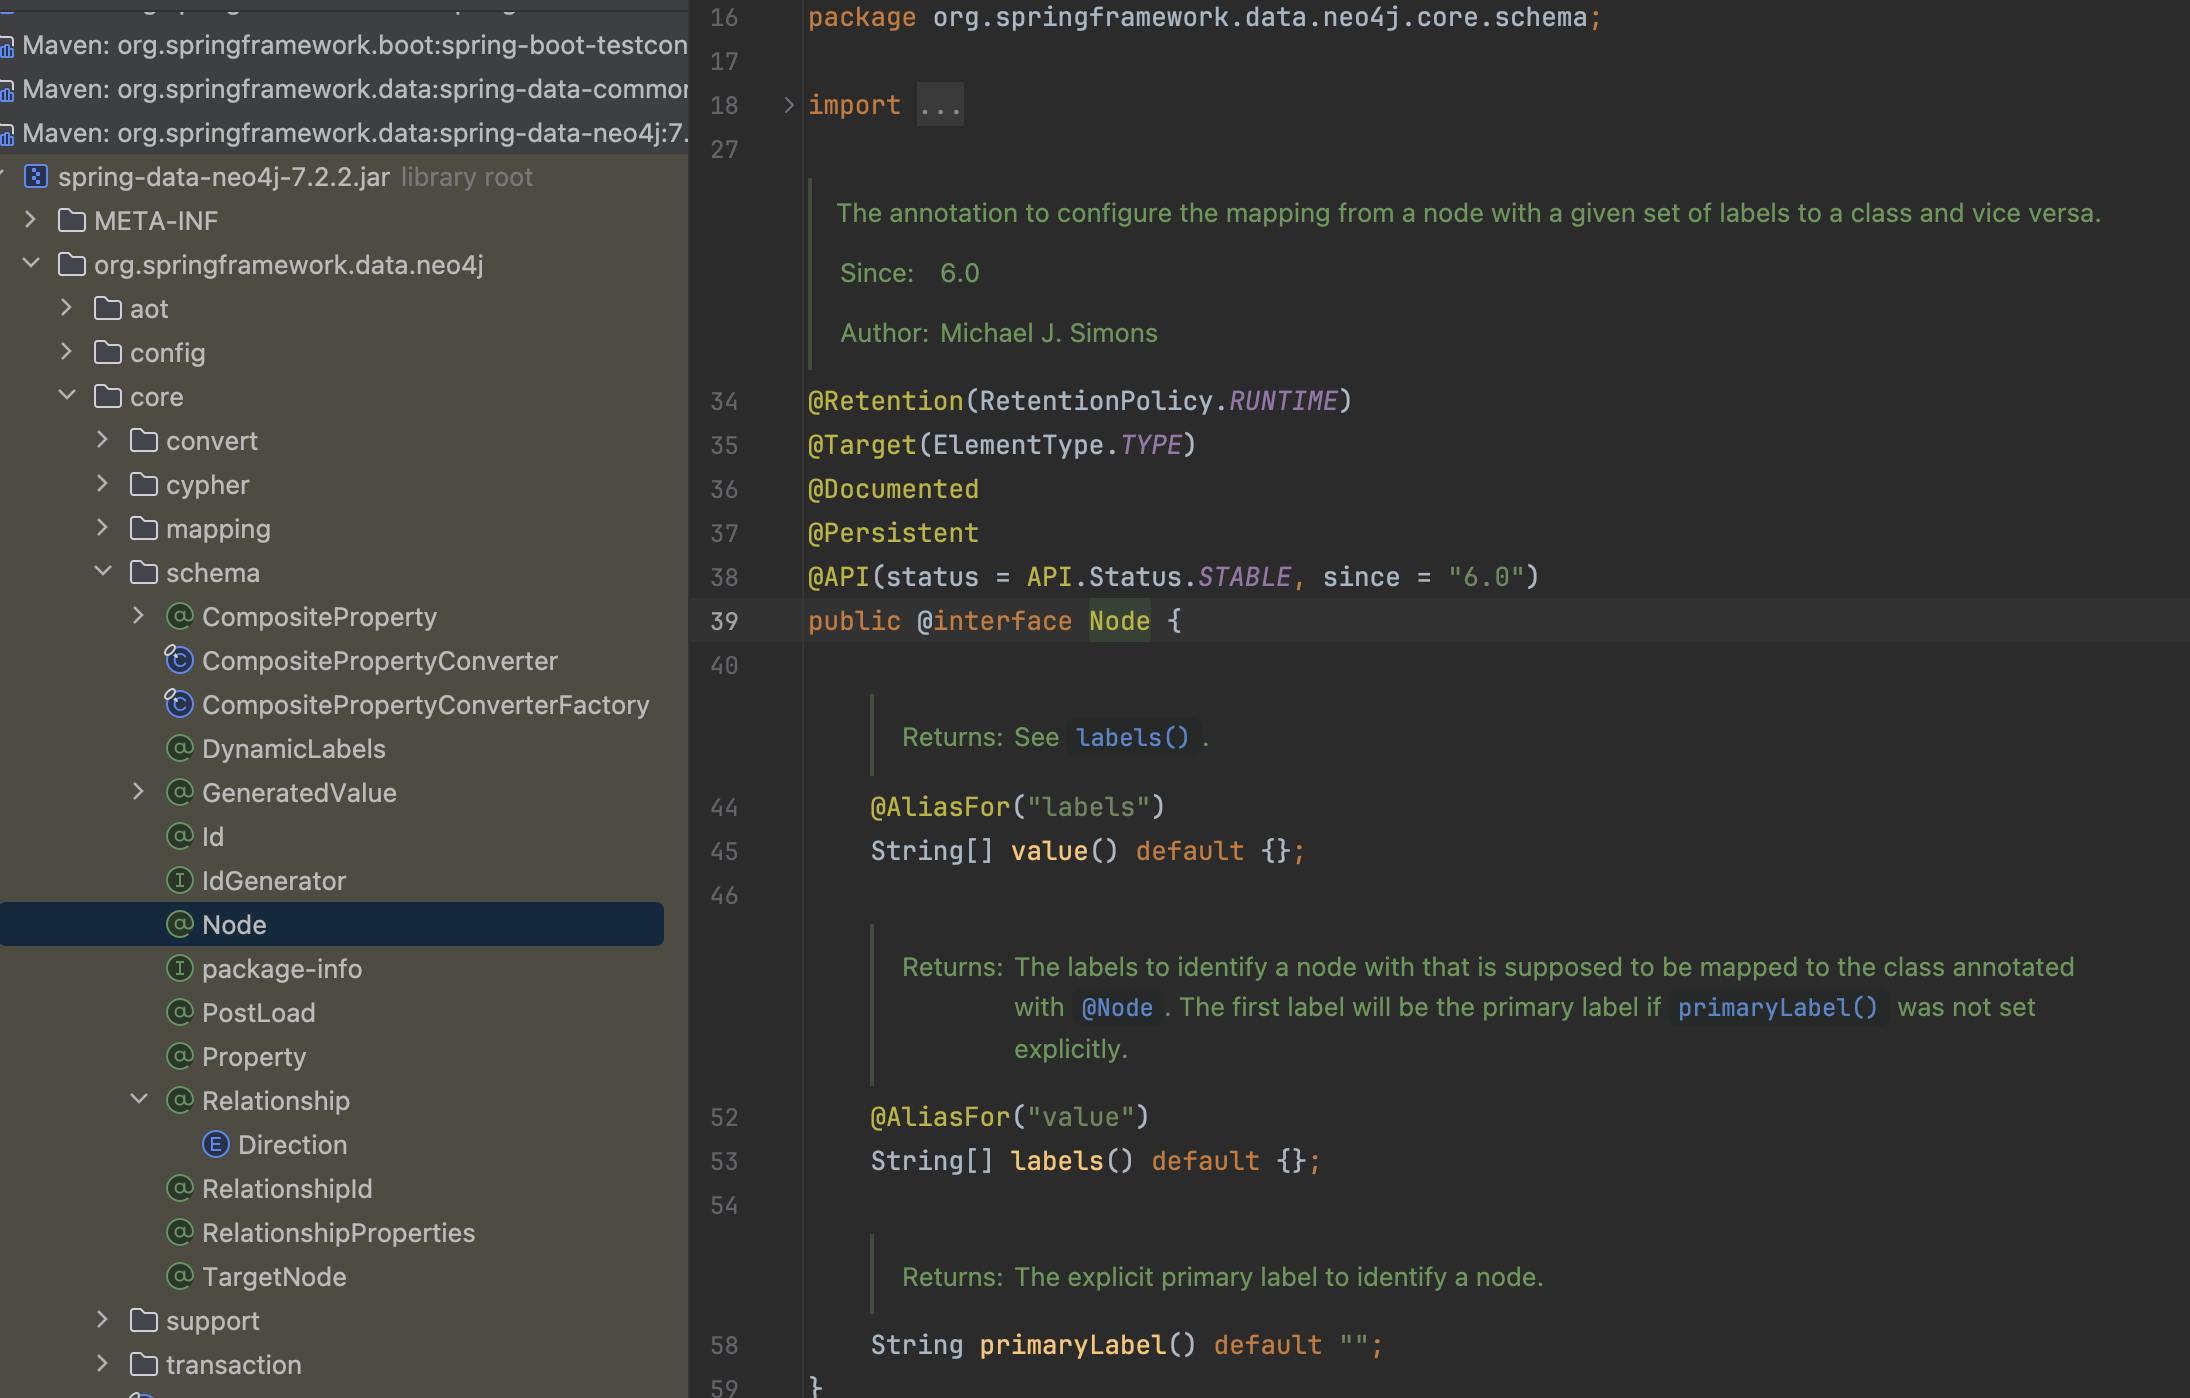 Maven: org.springframework.boot:spring-boot-testcon
Maven: org.springframework.data:spring-data-common
Maven: org.springframework.data:spring-data-neo4j:7.
spring-data-neo4j-7.2.2.jar library root
META-INF
org.springframework.data.neo4j
aot
config
core
convert
cypher
mapping
schema
CompositeProperty
CompositePropertyConverter
CompositePropertyConverterFactory
DynamicLabels
GeneratedValue
Id
IdGenerator
Node
package-info
PostLoad
Property
Relationship
Direction
RelationshipId
RelationshipProperties
TargetNode
support
transaction
16 package org.springframework.data.neo4j.core.schema;
17
18 import ...
27
The annotation to configure the mapping from a node with a given set of labels to a class and vice versa.
Since: 6.0
Author: Michael J. Simons
34 @Retention(RetentionPolicy.RUNTIME)
35 @Target(ElementType.TYPE)
36 @Documented
37 @Persistent
38 @API(status = API.Status.STABLE, since = "6.0")
39 public @interface Node {
40
Returns: See labels() .
44 @AliasFor("labels")
45 String[] value() default {};
46
Returns: The labels to identify a node with that is supposed to be mapped to the class annotated
with @Node . The first label will be the primary label if primaryLabel() was not set
explicitly.
52 @AliasFor("value")
53 String[] labels() default {};
54
Returns: The explicit primary label to identify a node.
58 String primaryLabel() default "";
59 }